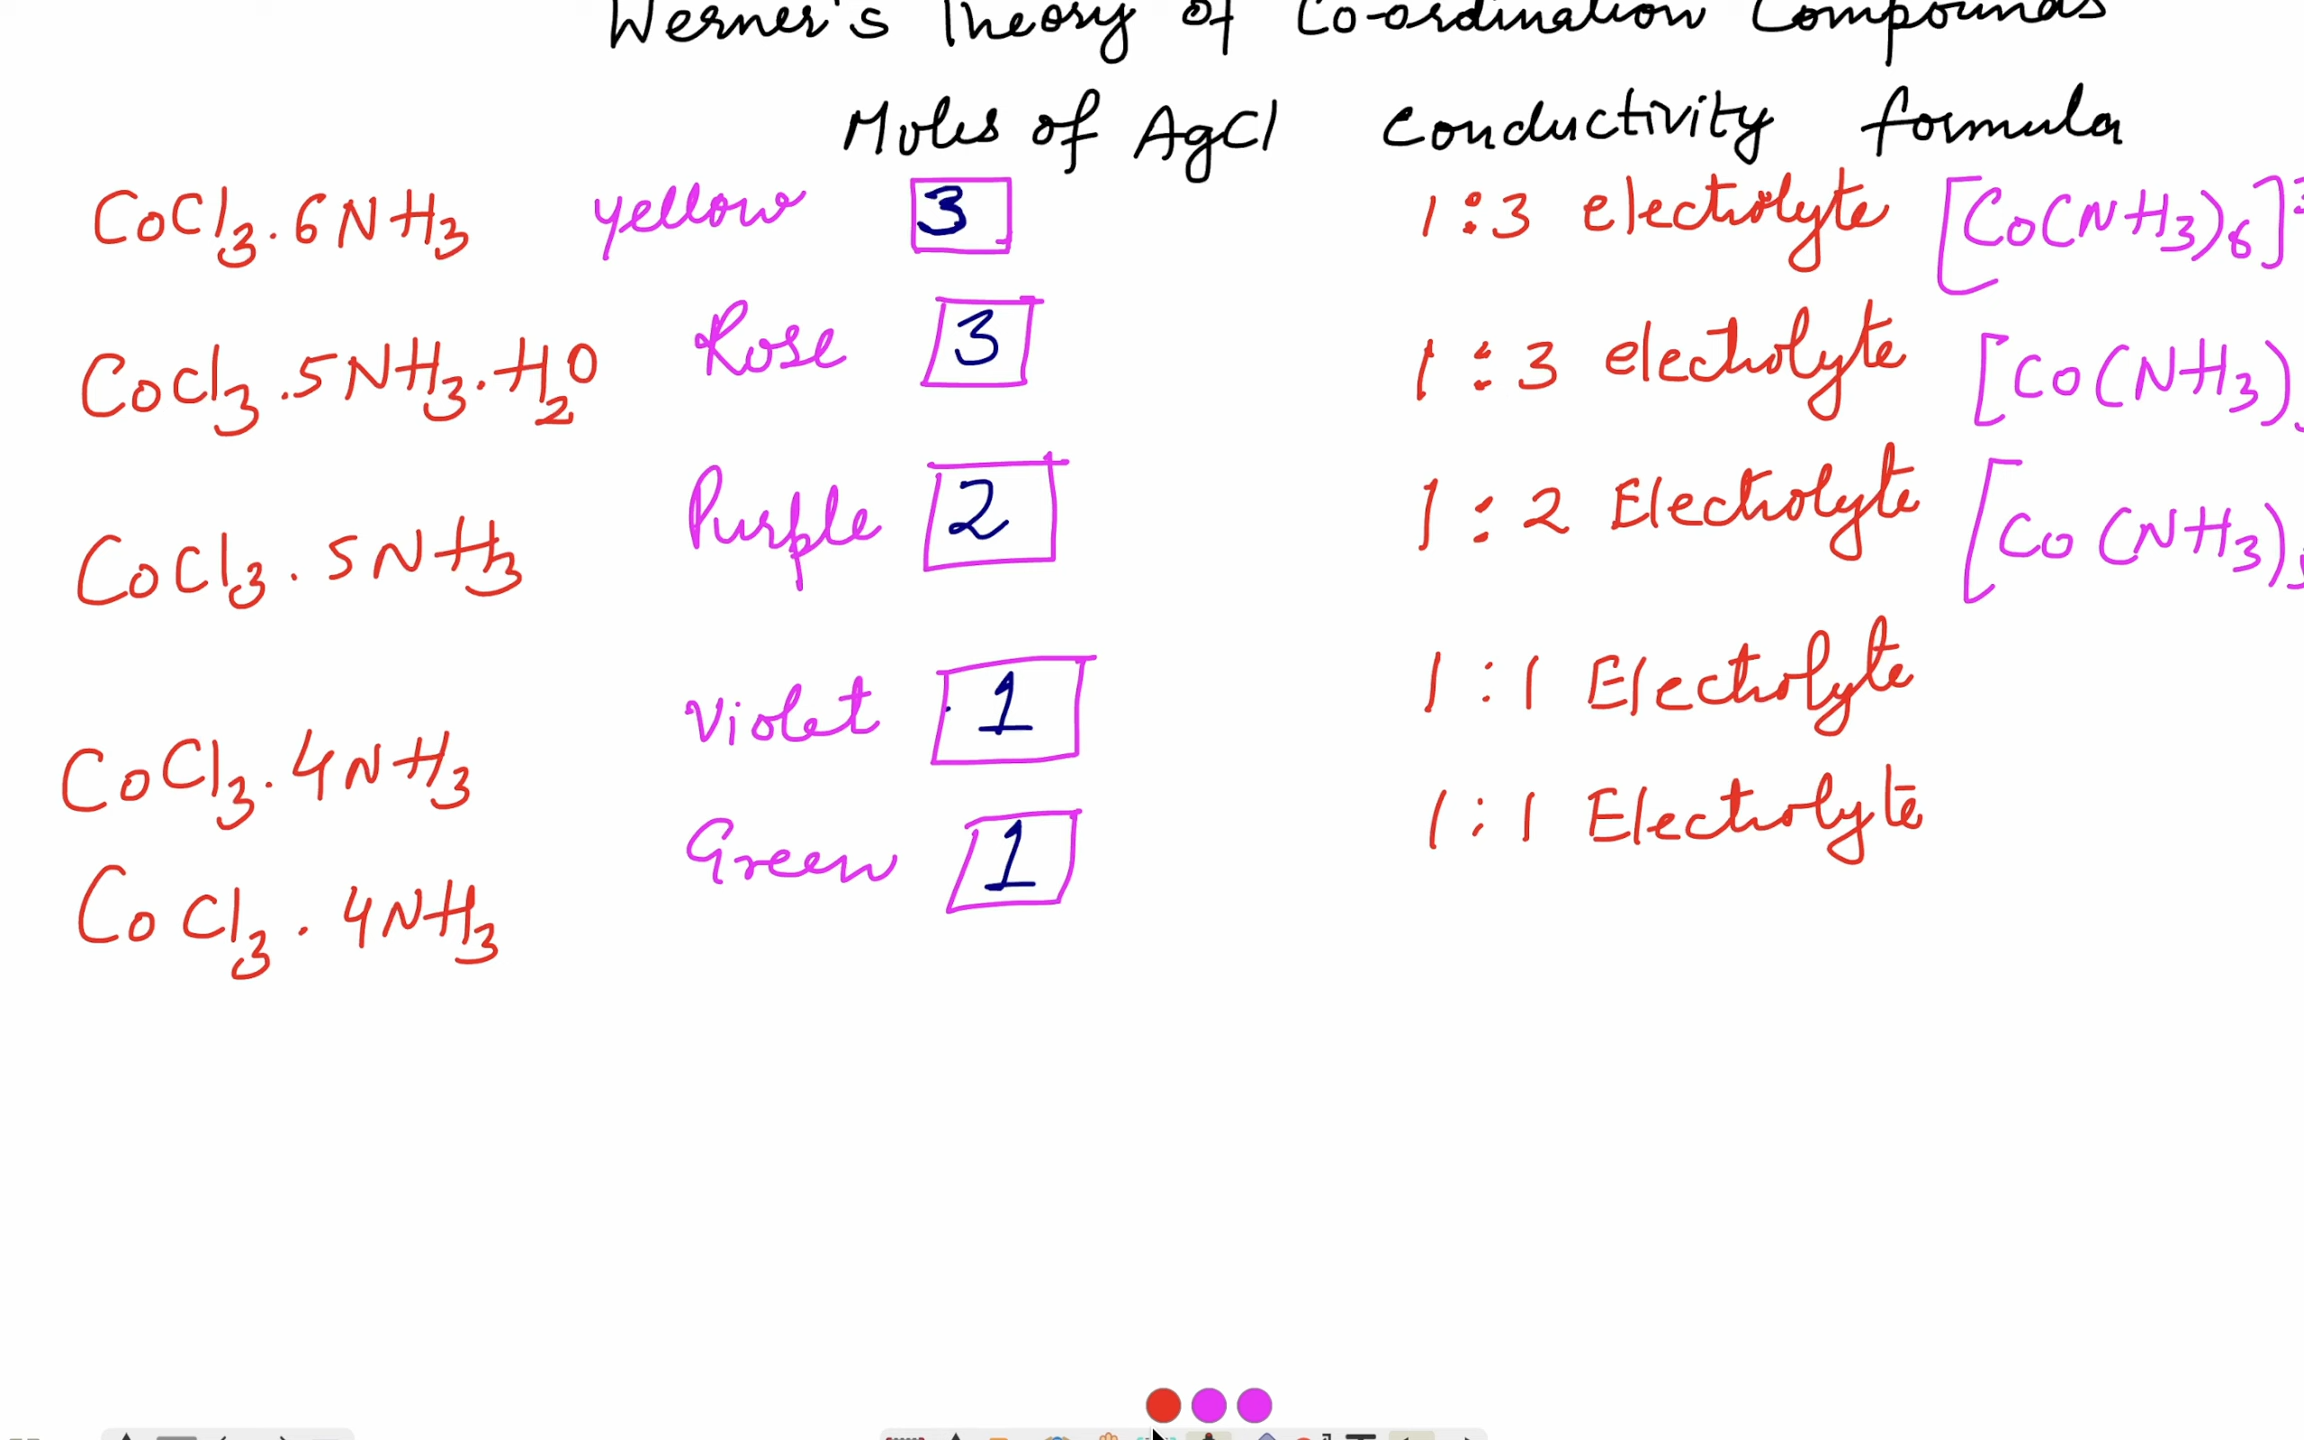 Werner's Theory of Co-ordination Compounds
Moles of AgCl Conductivity formula
CoCl₃.6NH₃ yellow 3 1:3 electrolyte [Co(NH₃)₆]³
CoCl₃.5NH₃.H₂O Rose 3 1:3 electrolyte [Co(NH₃)
CoCl₃.5NH₃ Purple 2 1:2 Electrolyte [Co(NH₃)
CoCl₃.4NH₃ Violet 1 1:1 Electrolyte
CoCl₃.4NH₃ Green 1 1:1 Electrolyte